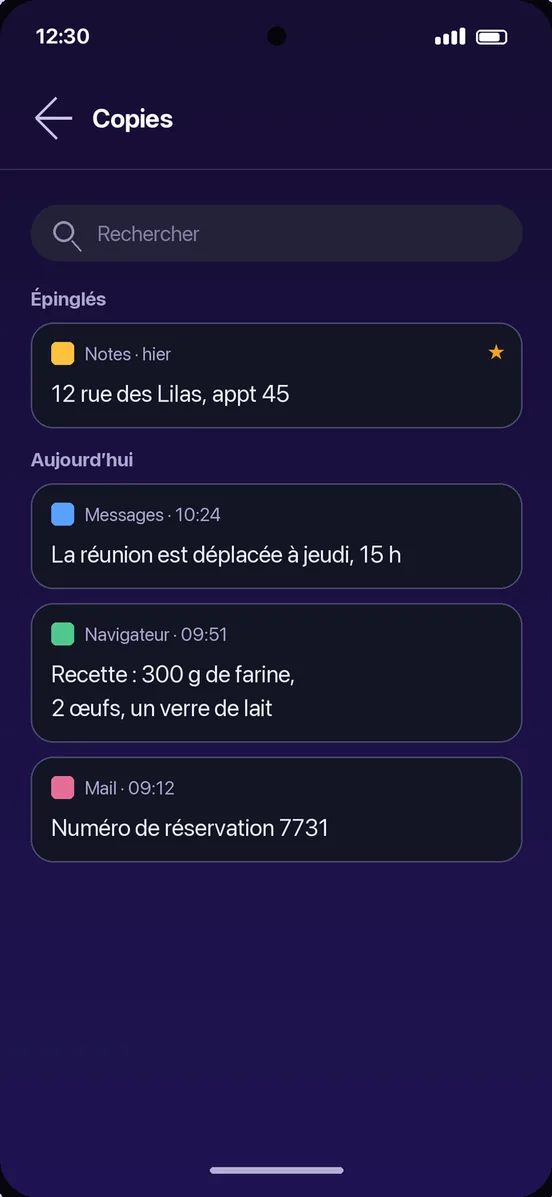 12:30
Copies
Rechercher
Épinglés
Notes · hier
12 rue des Lilas, appt 45
Aujourd’hui
Messages · 10:24
La réunion est déplacée à jeudi, 15 h
Navigateur · 09:51
Recette : 300 g de farine,
2 œufs, un verre de lait
Mail · 09:12
Numéro de réservation 7731